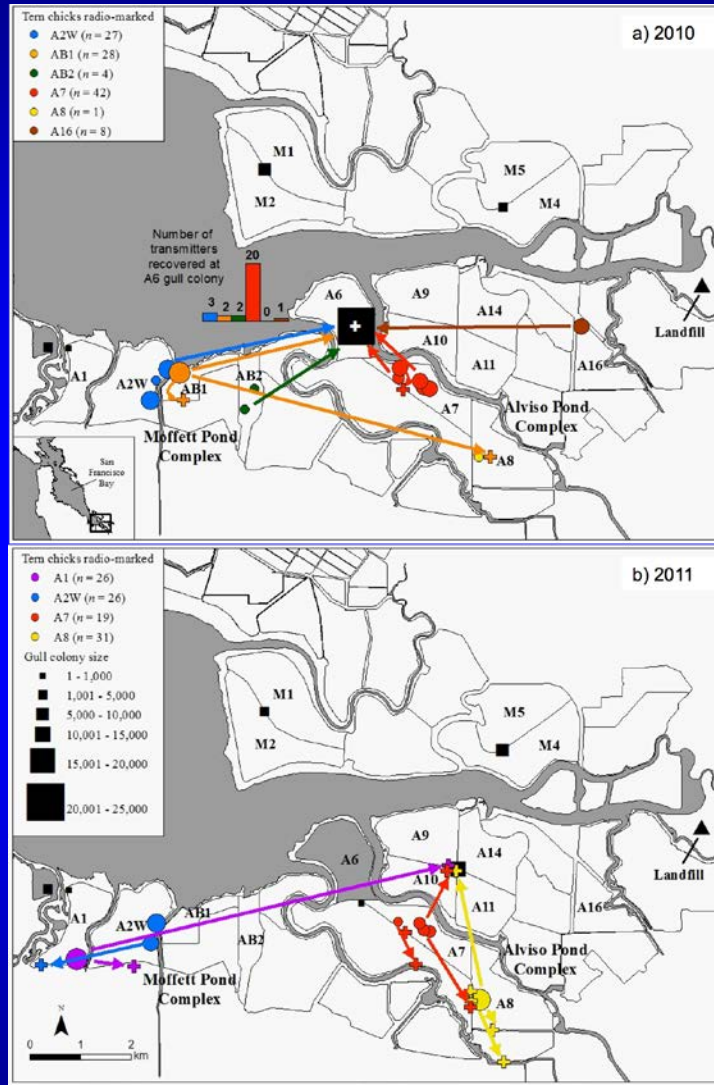 Tern chicks radio-marked
A2W (n = 27)
AB1 (n = 28)
AB2 (n = 4)
A7 (n = 42)
A8 (n = 1)
A16 (n = 8)
a) 2010
M1
M2
M5
M4
Number of
transmitters
recovered at
A6 gull colony
3
2
2
20
0
1
A6
A9
A14
A10
A11
A16
Landfill
A1
A2W
AB1
AB2
A7
A8
Moffett Pond
Complex
Alviso Pond
Complex
San
Francisco
Bay
Tern chicks radio-marked
A1 (n = 26)
A2W (n = 26)
A7 (n = 19)
A8 (n = 31)
Gull colony size
1 - 1,000
1,001 - 5,000
5,000 - 10,000
10,001 - 15,000
15,001 - 20,000
20,001 - 25,000
b) 2011
M1
M2
M5
M4
A6
A9
A14
A10
A11
A16
Landfill
A1
A2W
AB1
AB2
A7
A8
Moffett Pond
Complex
Alviso Pond
Complex
N
0 1 2
km